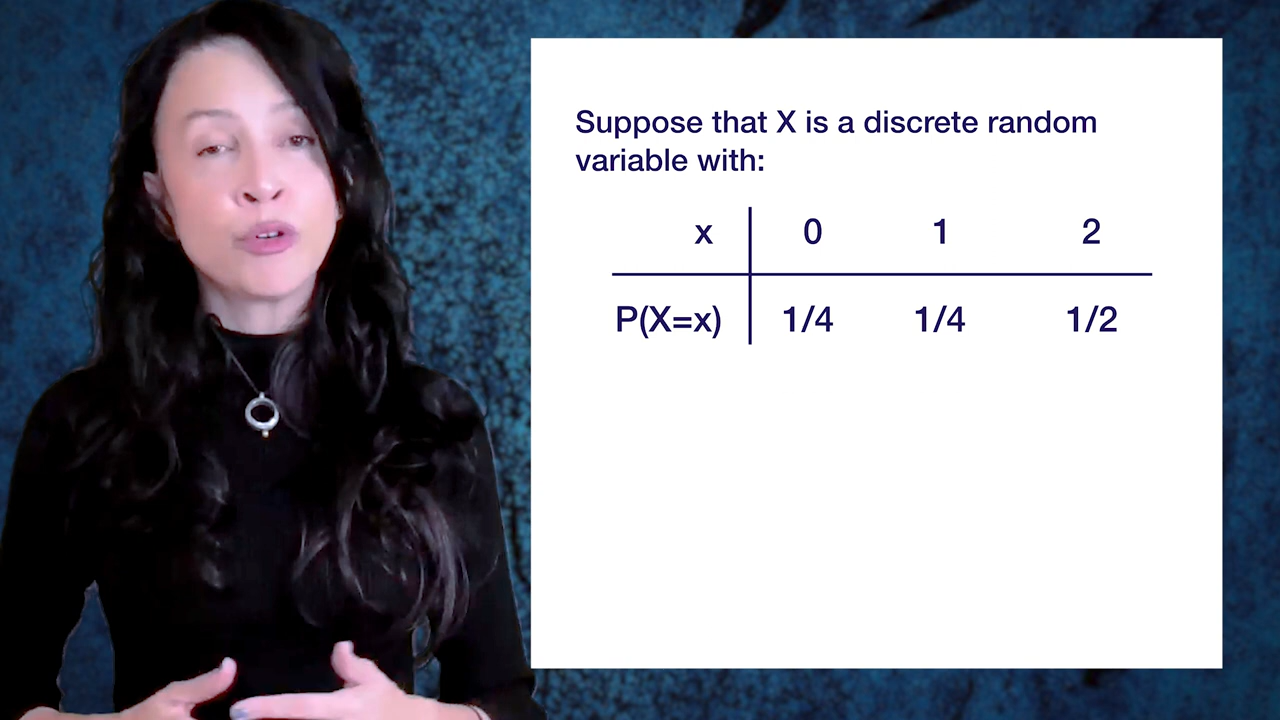 Suppose that X is a discrete random
variable with:
x 0 1 2
P(X=x) 1/4 1/4 1/2